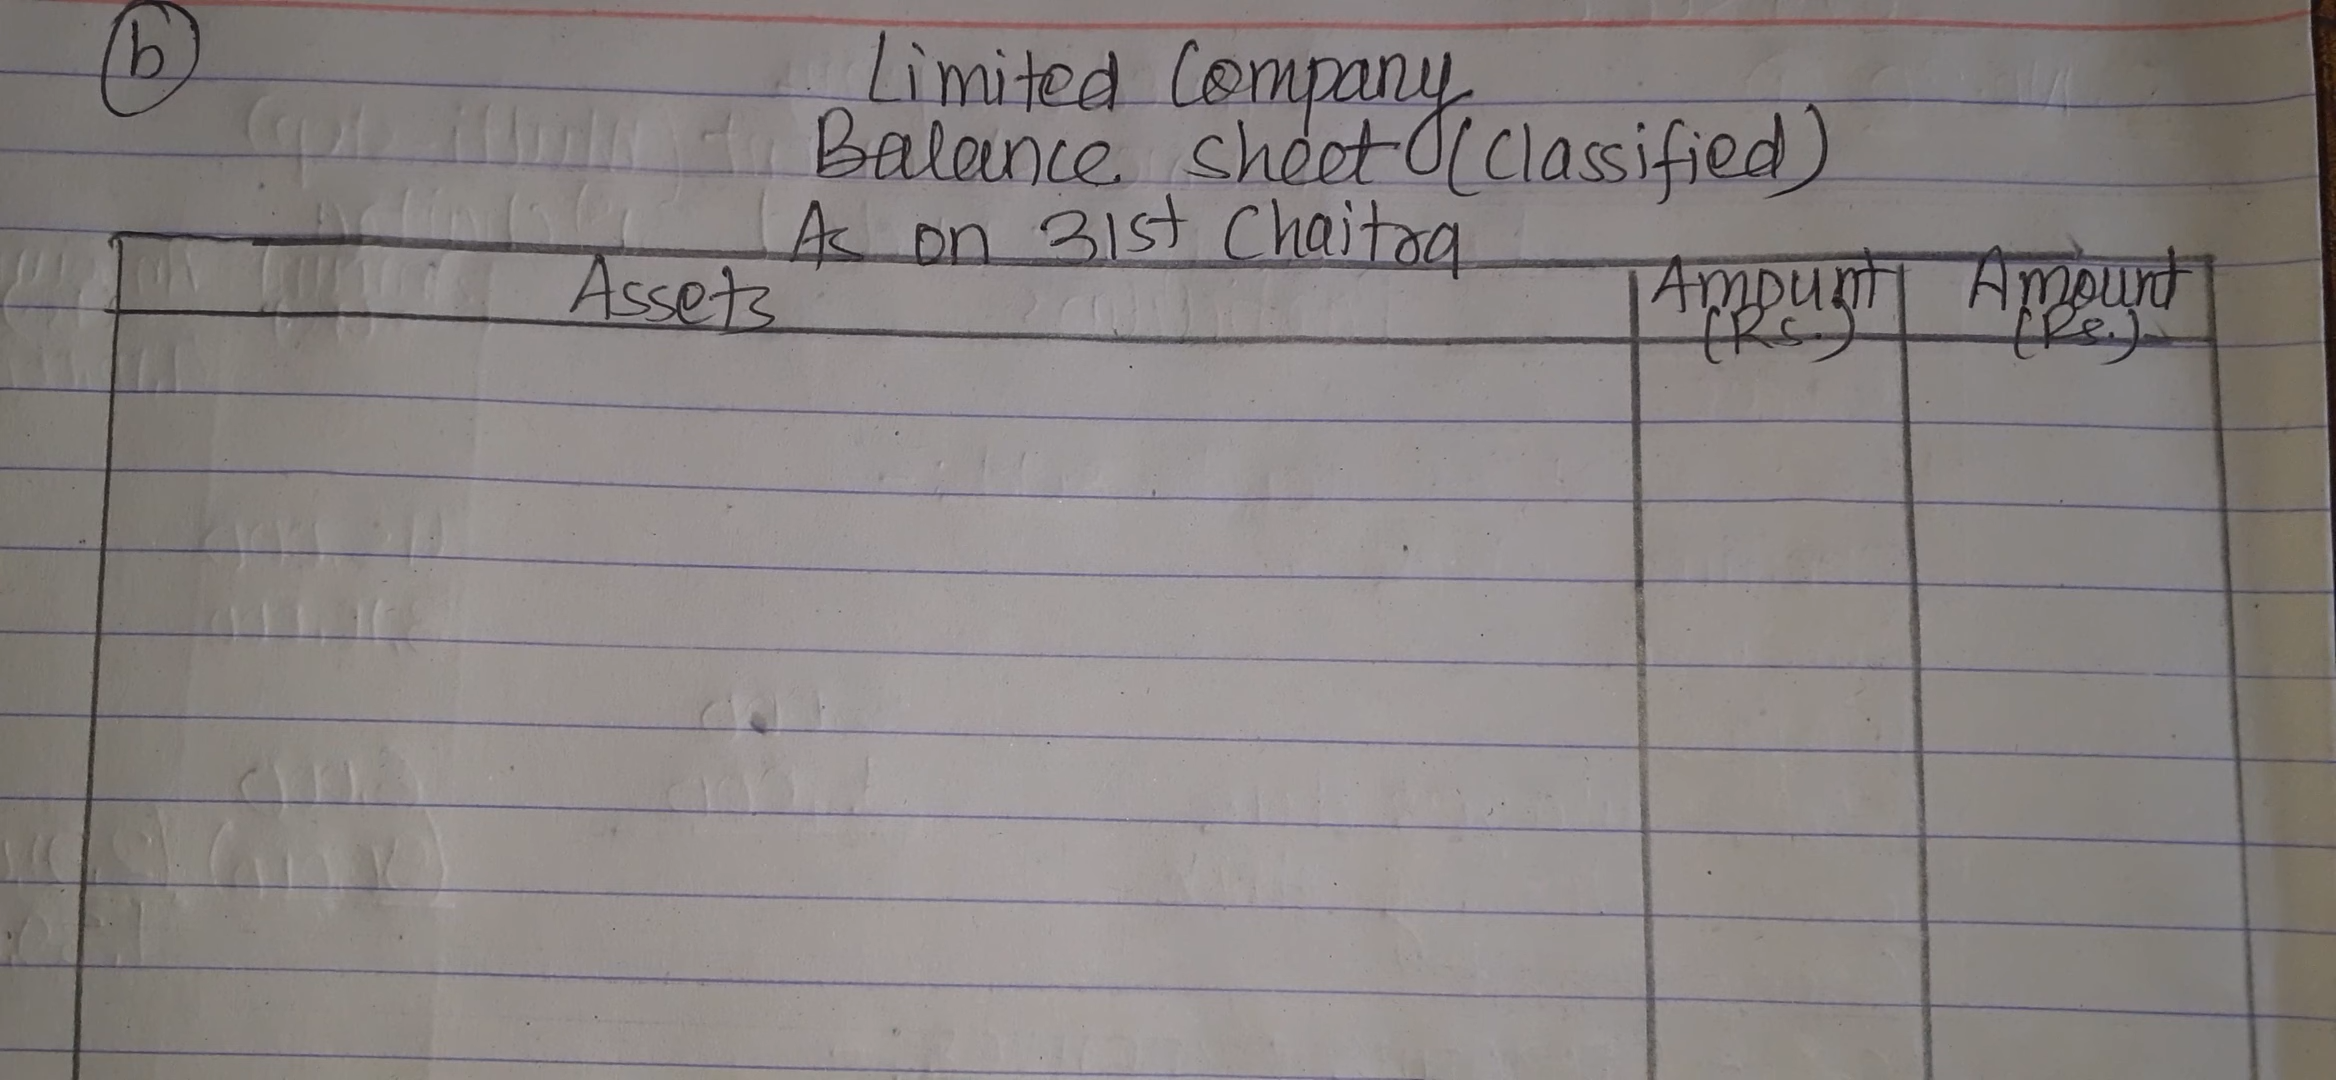 b
Limited Company
Balance sheet (Classified)
As on 31st Chaitra
Assets Amount (Rs.) Amount (Rs.)